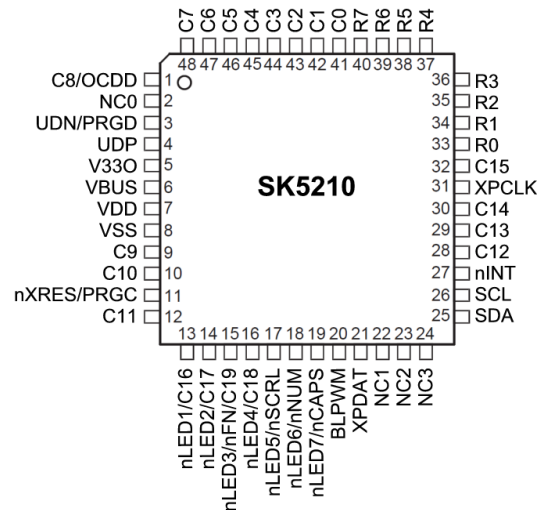 C7
C6
C5
C4
C3
C2
C1
C0
R7
R6
R5
R4
48
47
46
45
44
43
42
41
40
39
38
37
C8/OCDD 1
NC0 2
UDN/PRGD 3
UDP 4
V33O 5
VBUS 6
VDD 7
VSS 8
C9 9
C10 10
nXRES/PRGC 11
C11 12
SK5210
36 R3
35 R2
34 R1
33 R0
32 C15
31 XPCLK
30 C14
29 C13
28 C12
27 nINT
26 SCL
25 SDA
13
14
15
16
17
18
19
20
21
22
23
24
nLED1/C16
nLED2/C17
nLED3/nFN/C19
nLED4/C18
nLED5/nSCRL
nLED6/nNUM
nLED7/nCAPS
BLPWM
XPDAT
NC1
NC2
NC3